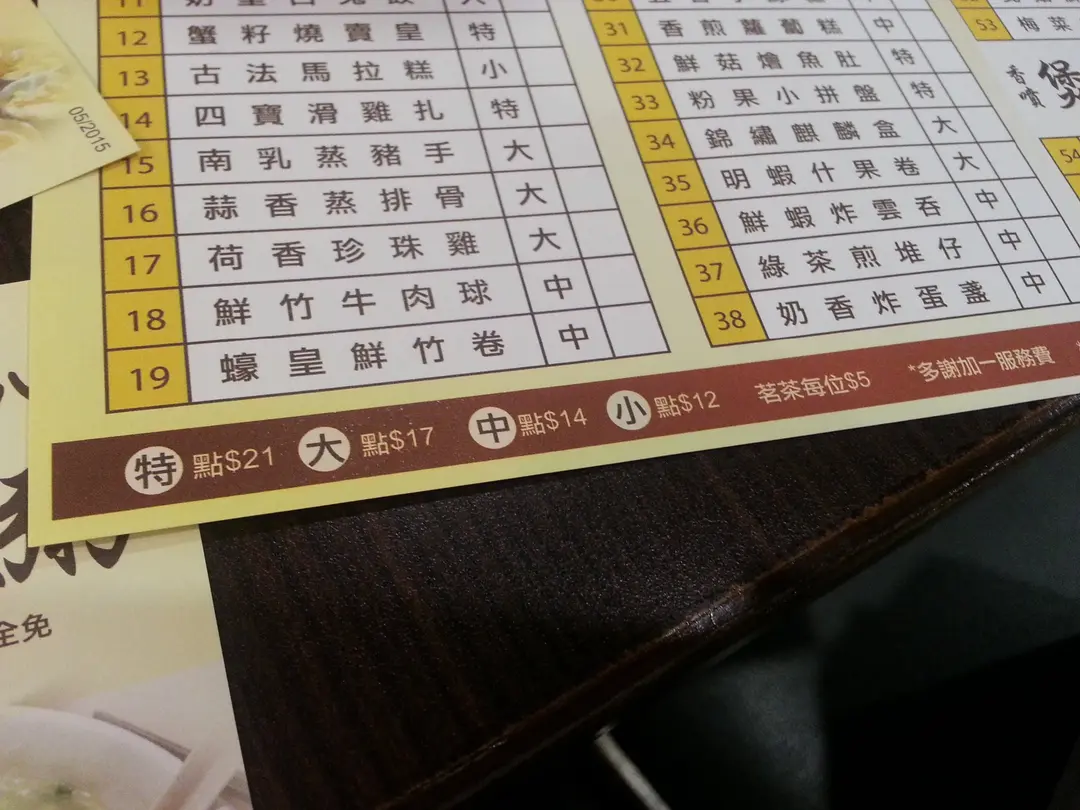 05/2015
12 蟹籽燒賣皇 特
13 古法馬拉糕 小
14 四寶滑雞扎 特
15 南乳蒸豬手 大
16 蒜香蒸排骨 大
17 荷香珍珠雞 大
18 鮮竹牛肉球 中
19 蠔皇鮮竹卷 中
31 香煎蘿蔔糕 中
32 鮮菇燴魚肚 特
33 粉果小拼盤 特
34 錦繡麒麟盒 大
35 明蝦什果卷 大
36 鮮蝦炸雲吞 中
37 綠茶煎堆仔 中
38 奶香炸蛋盞 中
53 梅菜
香噴 煲
54
特 點$21 大 點$17 中 點$14 小 點$12 茗茶每位$5 *多謝加一服務費
全免